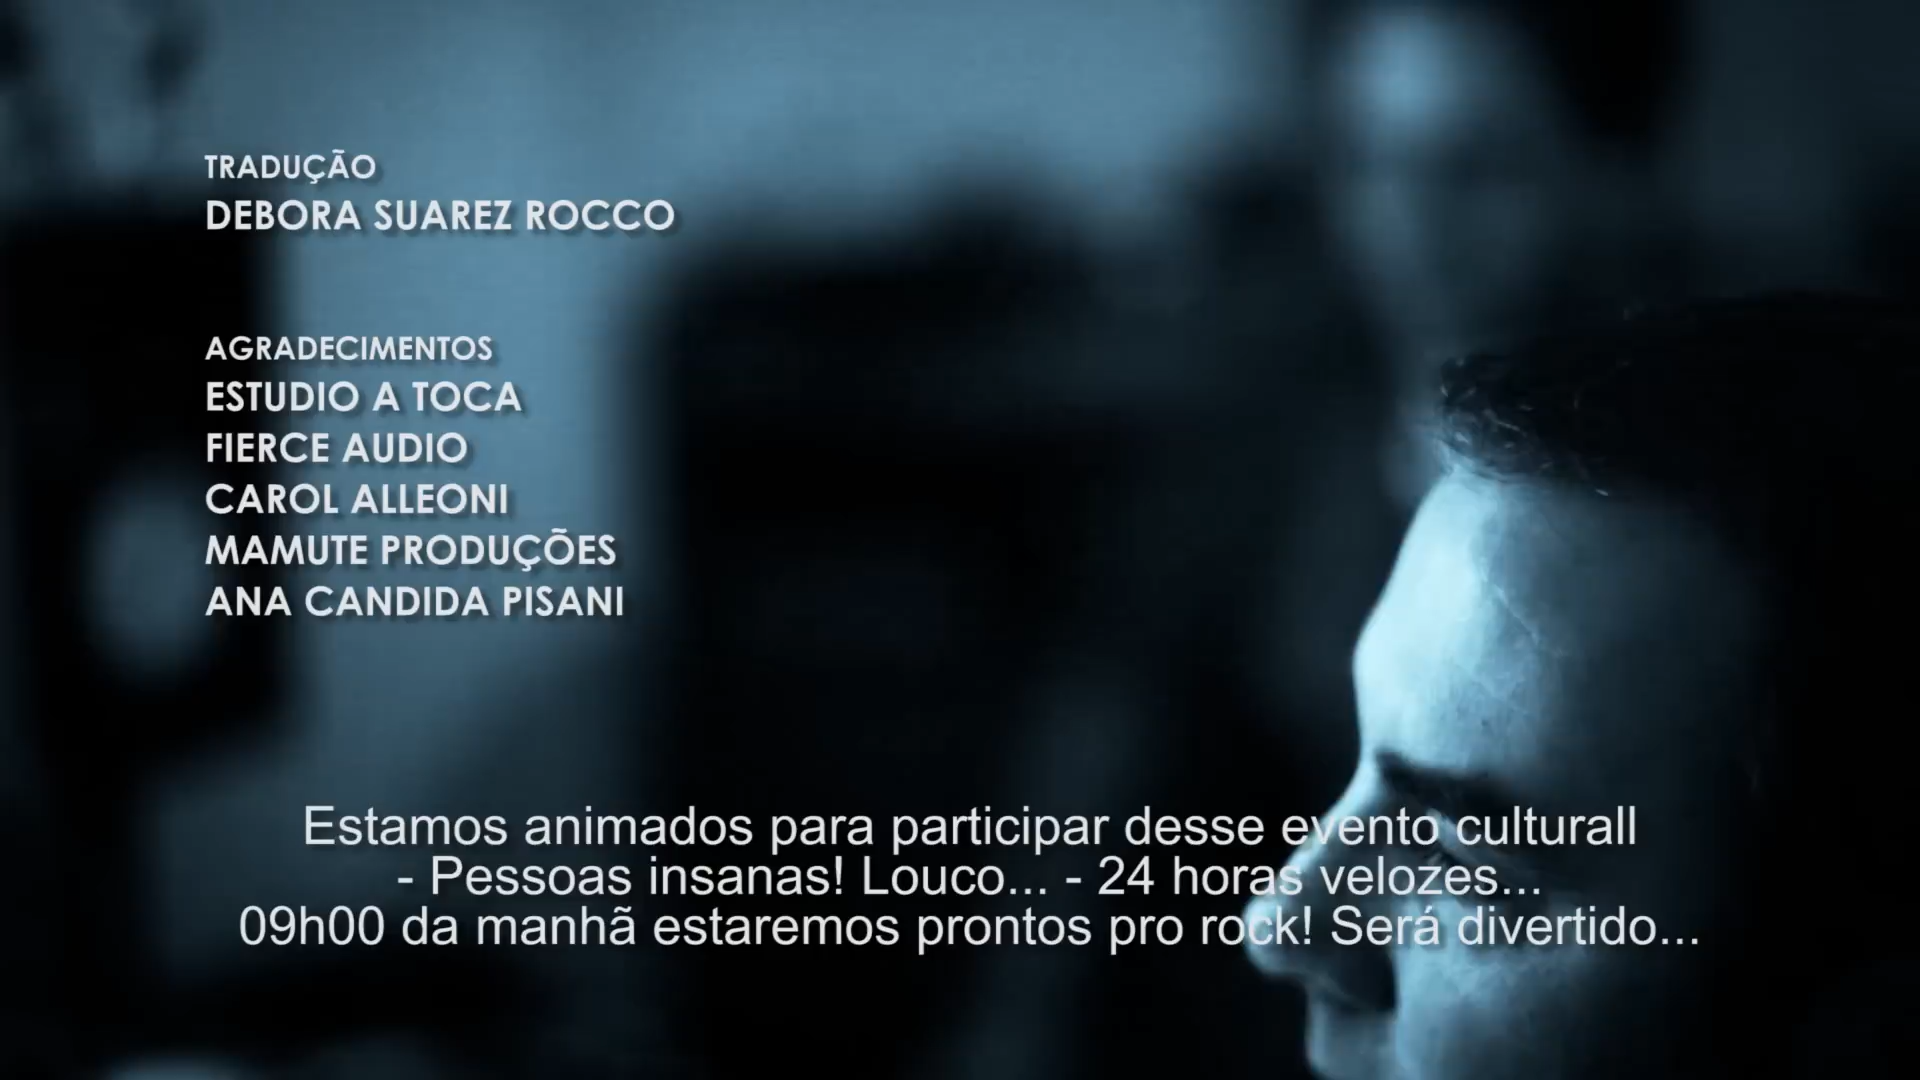 TRADUÇÃO
DEBORA SUAREZ ROCCO
AGRADECIMENTOS
ESTUDIO A TOCA
FIERCE AUDIO
CAROL ALLEONI
MAMUTE PRODUÇÕES
ANA CANDIDA PISANI
Estamos animados para participar desse evento culturall
- Pessoas insanas! Louco... - 24 horas velozes...
09h00 da manhã estaremos prontos pro rock! Será divertido...